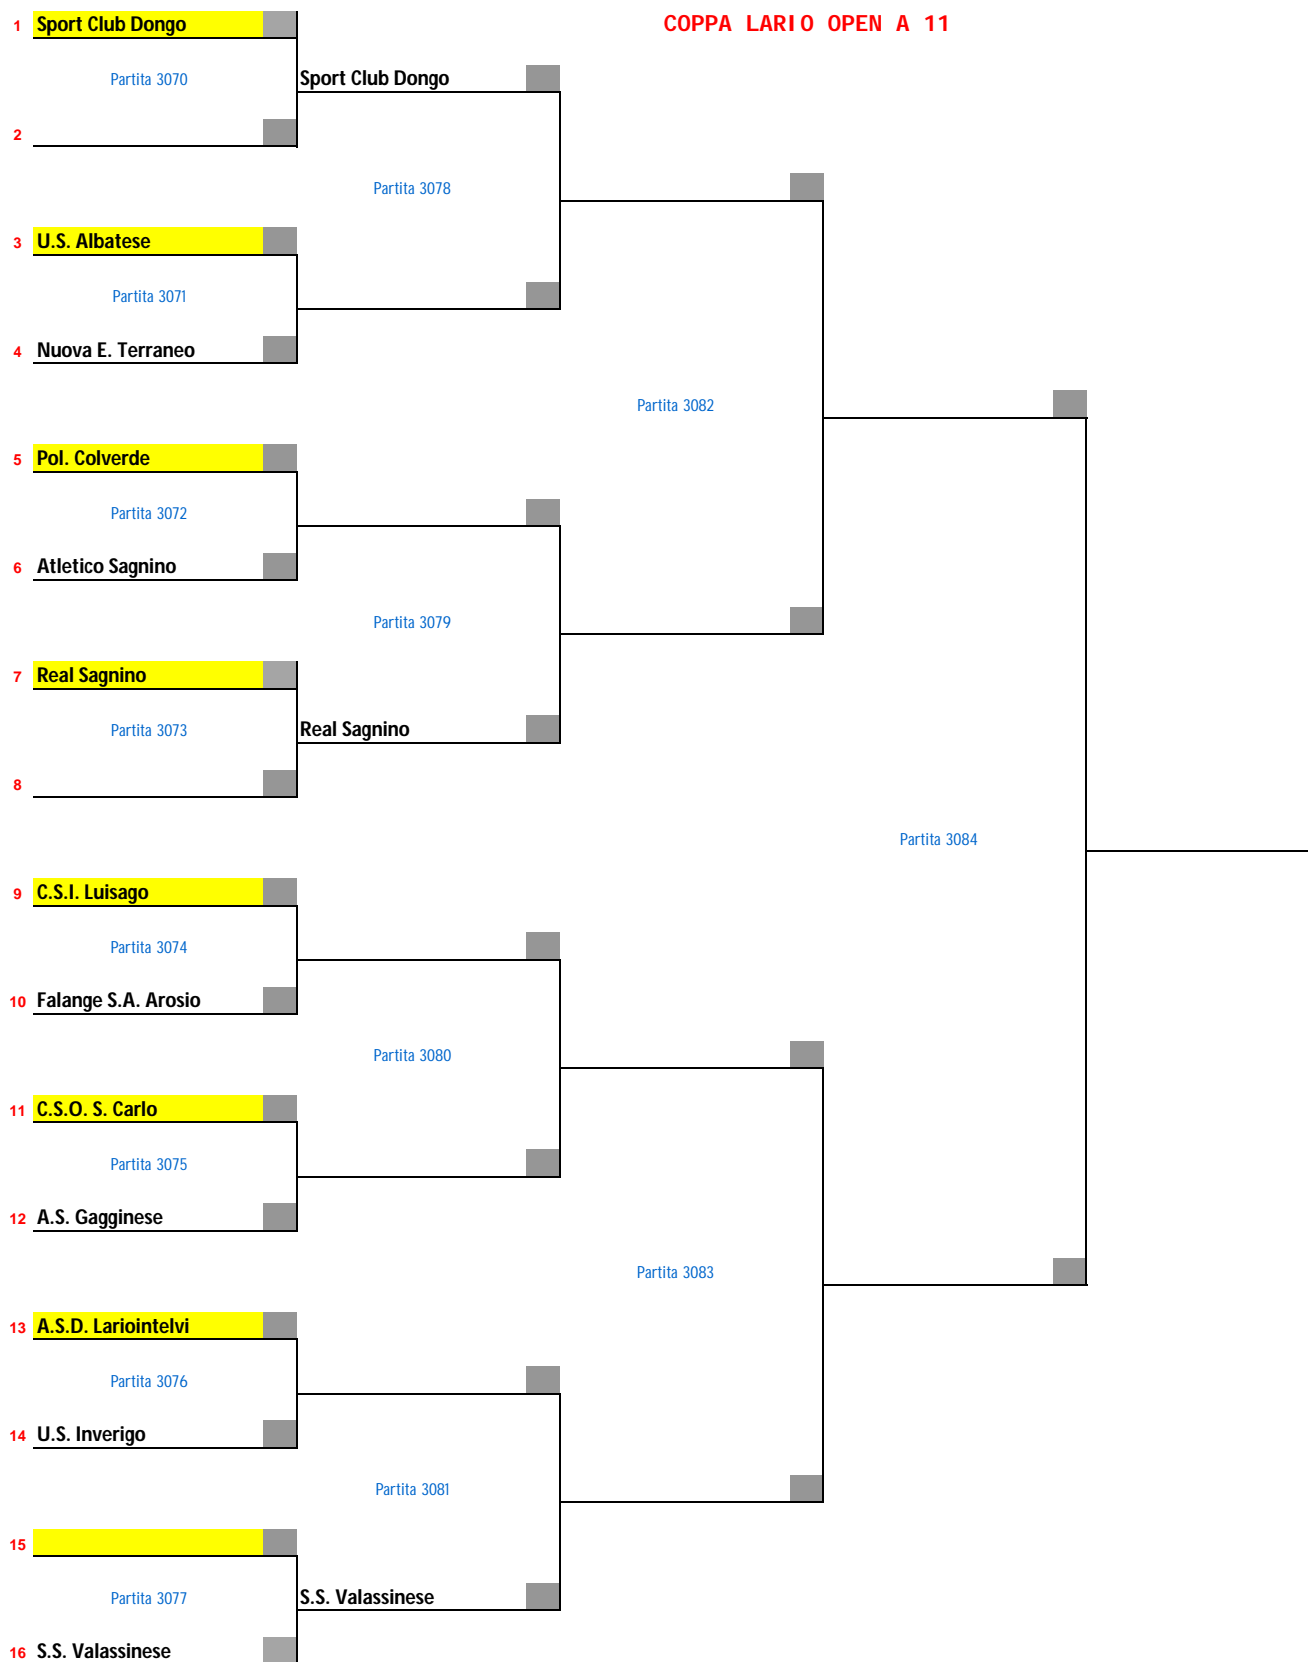 COPPA LARIO OPEN A 11
1 Sport Club Dongo
Partita 3070
Sport Club Dongo
2
Partita 3078
3 U.S. Albatese
Partita 3071
4 Nuova E. Terraneo
Partita 3082
5 Pol. Colverde
Partita 3072
6 Atletico Sagnino
Partita 3079
7 Real Sagnino
Partita 3073
Real Sagnino
8
Partita 3084
9 C.S.I. Luisago
Partita 3074
10 Falange S.A. Arosio
Partita 3080
11 C.S.O. S. Carlo
Partita 3075
12 A.S. Gagginese
Partita 3083
13 A.S.D. Lariointelvi
Partita 3076
14 U.S. Inverigo
Partita 3081
15
Partita 3077
S.S. Valassinese
16 S.S. Valassinese